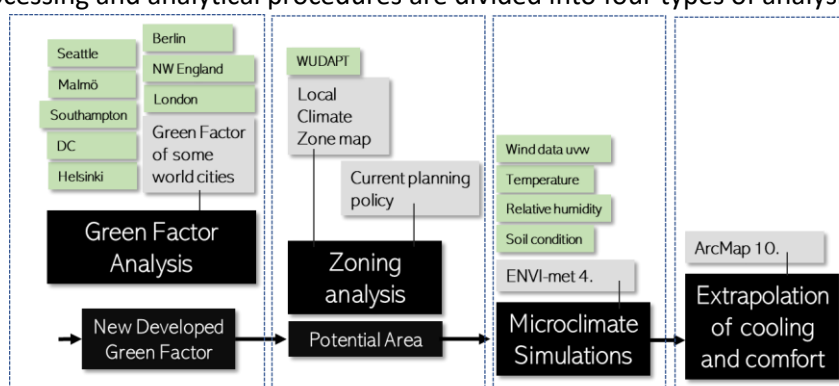 ocessing and analytical procedures are divided into four types of analys
Seattle
Malmö
Southampton
DC
Helsinki
Berlin
NW England
London
Green Factor
of some
world cities
Green Factor
Analysis
New Developed
Green Factor
WUDAPT
Local
Climate
Zone map
Current planning
policy
Zoning
analysis
Potential Area
Wind data uvw
Temperature
Relative humidity
Soil condition
ENVI-met 4.
Microclimate
Simulations
ArcMap 10.
Extrapolation
of cooling
and comfort